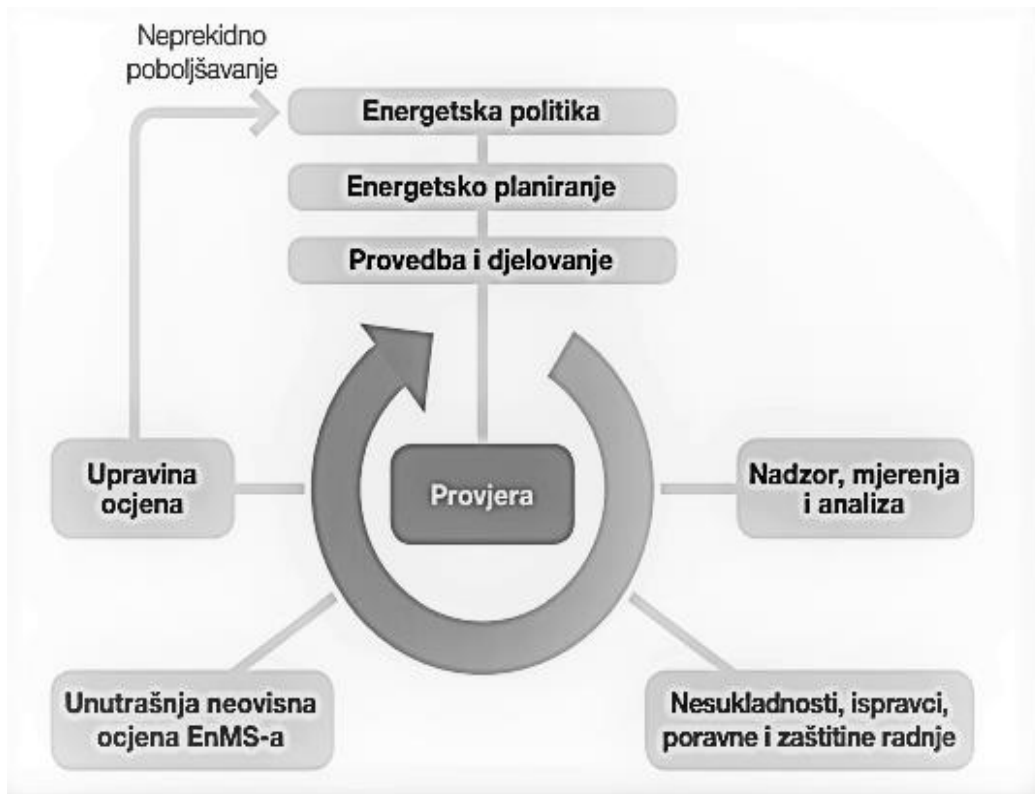 Neprekidno
poboljšavanje
Energetska politika
Energetsko planiranje
Provedba i djelovanje
Upravina
ocjena
Provjera
Nadzor, mjerenja
i analiza
Unutrašnja neovisna
ocjena EnMS-a
Nesukladnosti, ispravci,
poravne i zaštitine radnje